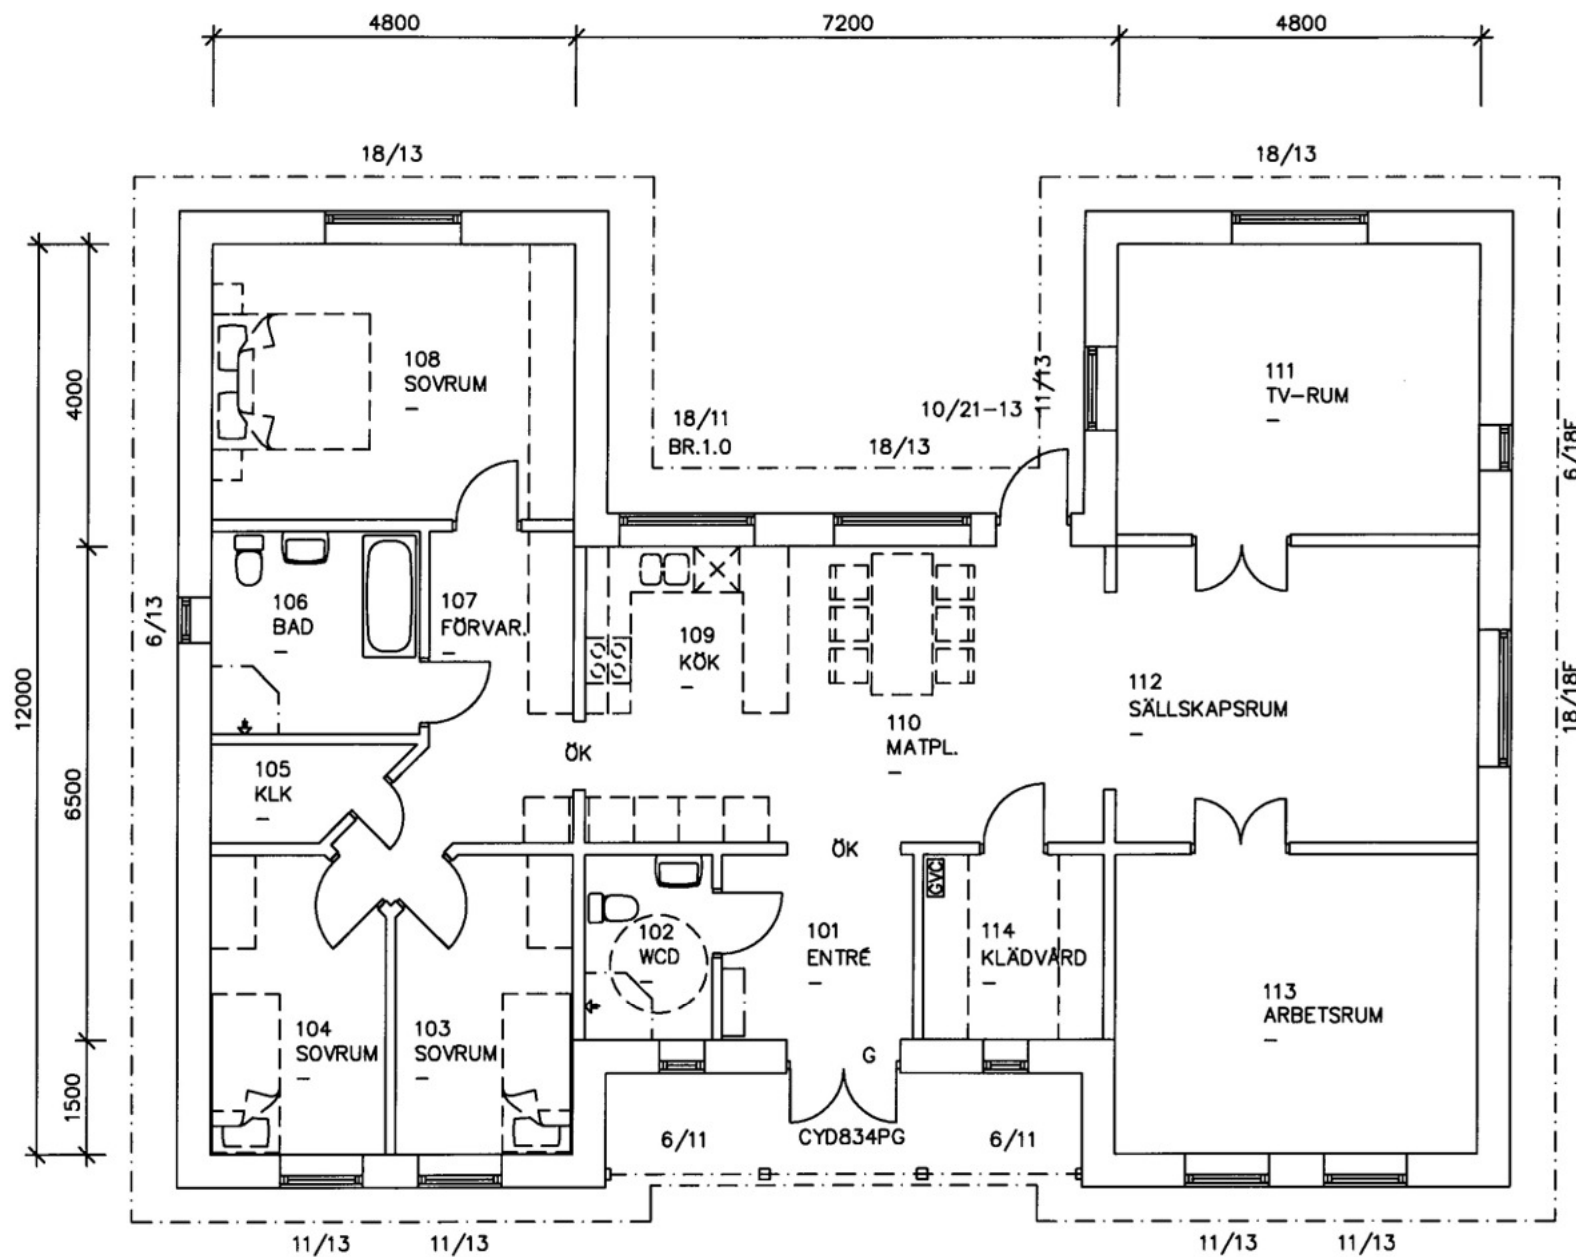 4800
7200
4800
18/13
18/13
108
SOVRUM
4000
18/11
BR.1.0
18/13
10/21-13
11/13
111
TV-RUM
6/18F
12000
6500
6/13
106
BAD
107
FÖRVAR.
109
KÖK
110
MATPL.
112
SÄLLSKAPSRUM
18/18F
105
KLK
ÖK
ÖK
GVC
102
WCD
101
ENTRÉ
114
KLÄDVÅRD
113
ARBETSRUM
104
SOVRUM
103
SOVRUM
1500
G
6/11
CYD834PG
6/11
11/13
11/13
11/13
11/13